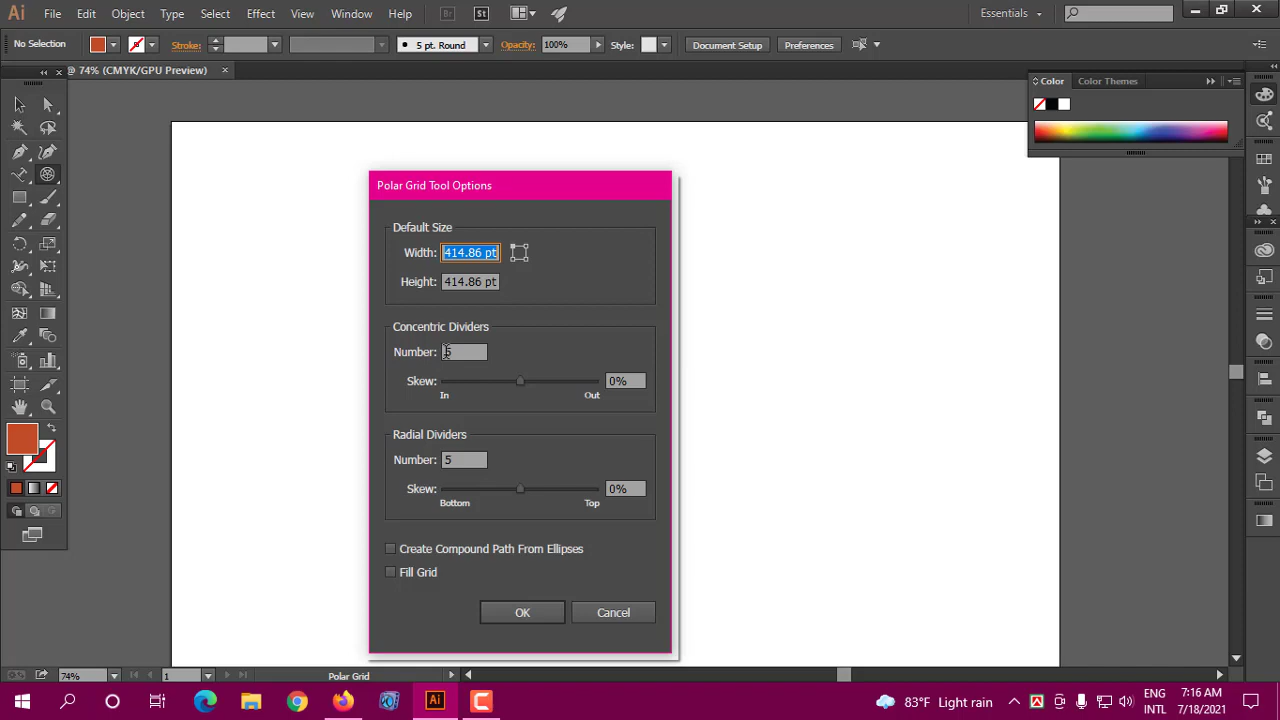 Ai File Edit Object Type Select Effect View Window Help Br St Essentials
No Selection Stroke: 5 pt. Round Opacity: 100% Style: Document Setup Preferences
@ 74% (CMYK/GPU Preview) ×
Color Color Themes
Polar Grid Tool Options
Default Size
Width: 414.86 pt
Height: 414.86 pt
Concentric Dividers
Number: 5
Skew: 0%
In Out
Radial Dividers
Number: 5
Skew: 0%
Bottom Top
Create Compound Path From Ellipses
Fill Grid
OK Cancel
74% 1 Polar Grid
Ai 83°F Light rain ENG 7:16 AM
INTL 7/18/2021